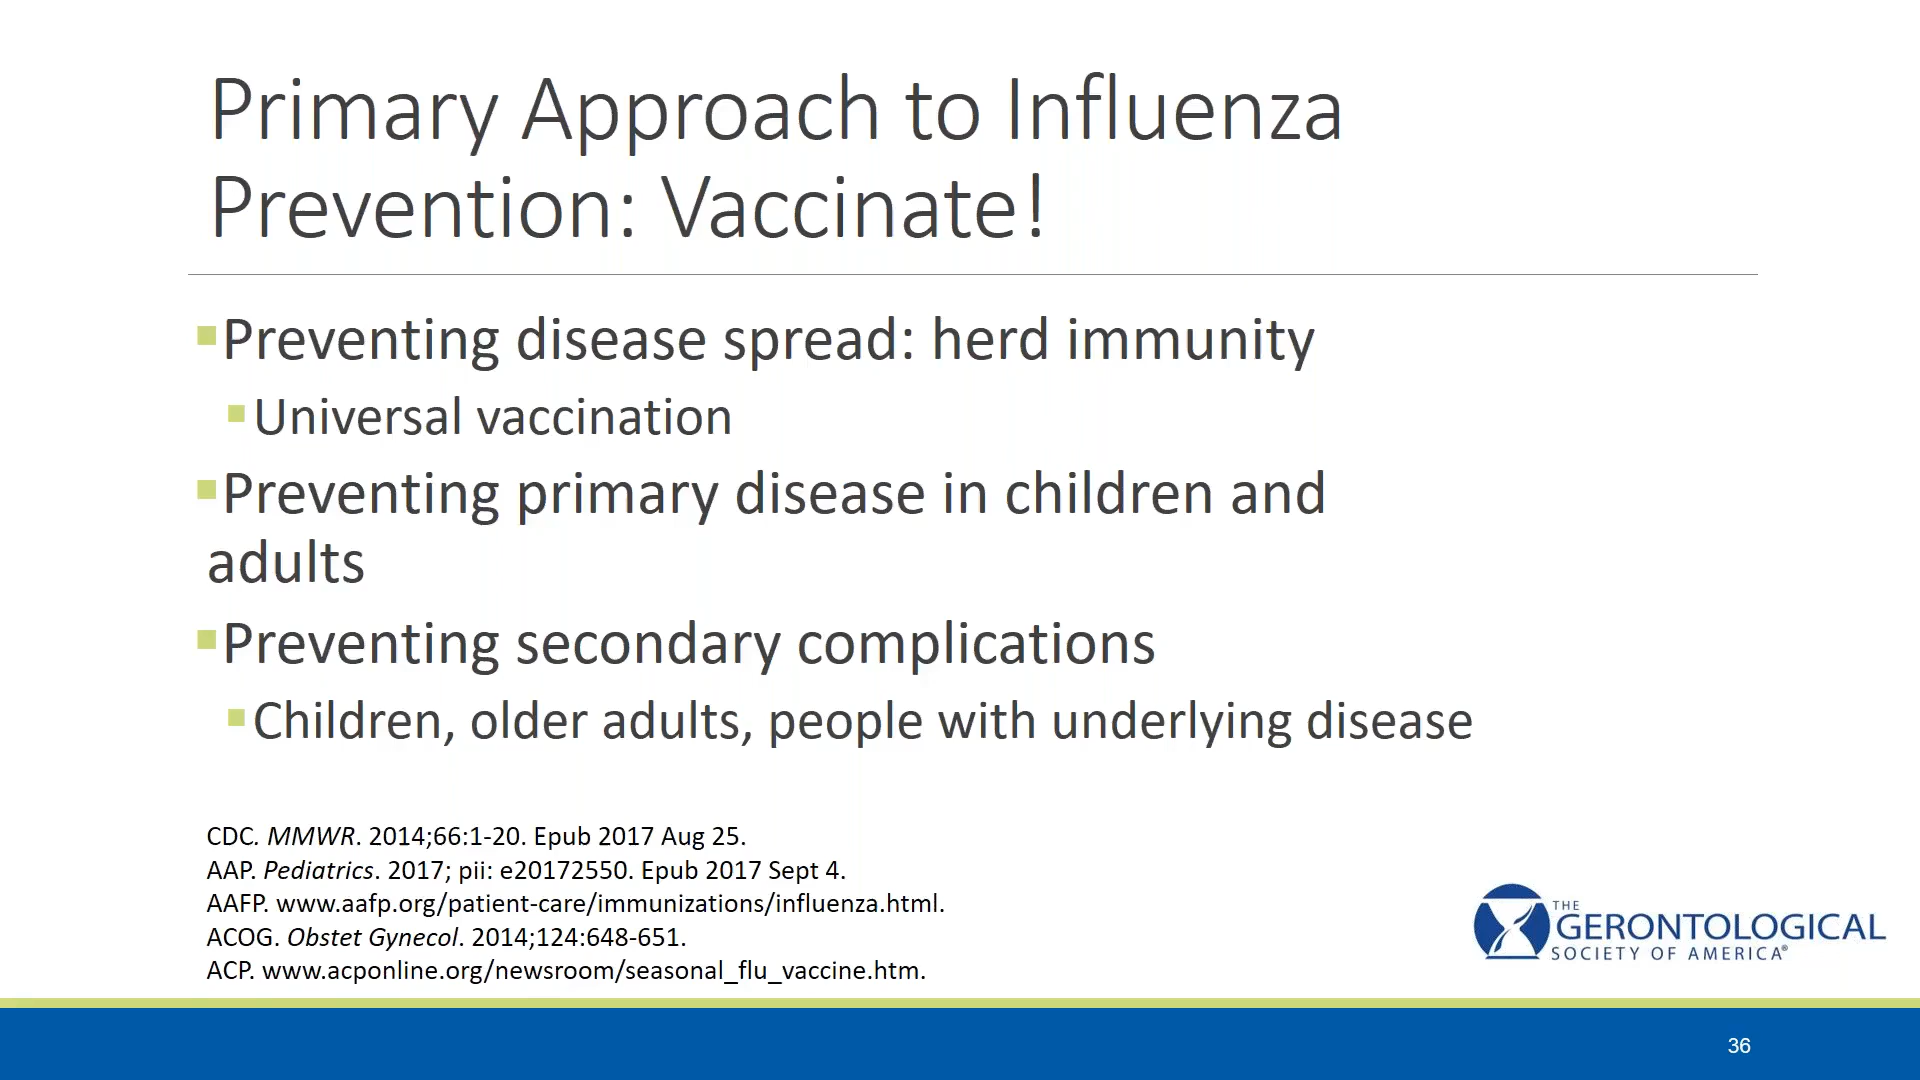 Primary Approach to Influenza
Prevention: Vaccinate!
Preventing disease spread: herd immunity
Universal vaccination
Preventing primary disease in children and
adults
Preventing secondary complications
Children, older adults, people with underlying disease
CDC. MMWR. 2014;66:1-20. Epub 2017 Aug 25.
AAP. Pediatrics. 2017; pii: e20172550. Epub 2017 Sept 4.
AAFP. www.aafp.org/patient-care/immunizations/influenza.html.
ACOG. Obstet Gynecol. 2014;124:648-651.
ACP. www.acponline.org/newsroom/seasonal_flu_vaccine.htm.
THE
GERONTOLOGICAL
SOCIETY OF AMERICA®
36